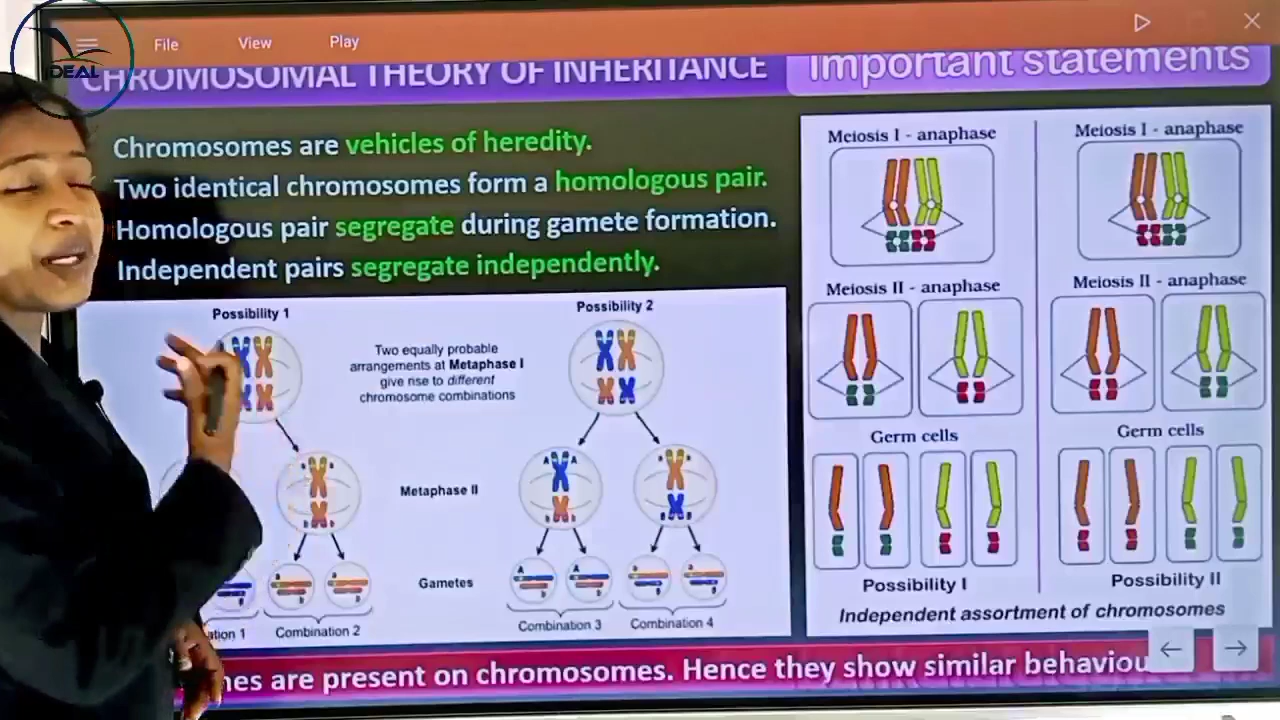 IDEAL
File View Play
CHROMOSOMAL THEORY OF INHERITANCE
Important statements
Chromosomes are vehicles of heredity.
Two identical chromosomes form a homologous pair.
Homologous pair segregate during gamete formation.
Independent pairs segregate independently.
Possibility 1
Possibility 2
Two equally probable
arrangements at Metaphase I
give rise to different
chromosome combinations
Metaphase II
Gametes
Combination 2
Combination 3
Combination 4
Meiosis I - anaphase
Meiosis I - anaphase
Meiosis II - anaphase
Meiosis II - anaphase
Germ cells
Germ cells
Possibility I
Possibility II
Independent assortment of chromosomes
are present on chromosomes. Hence they show similar